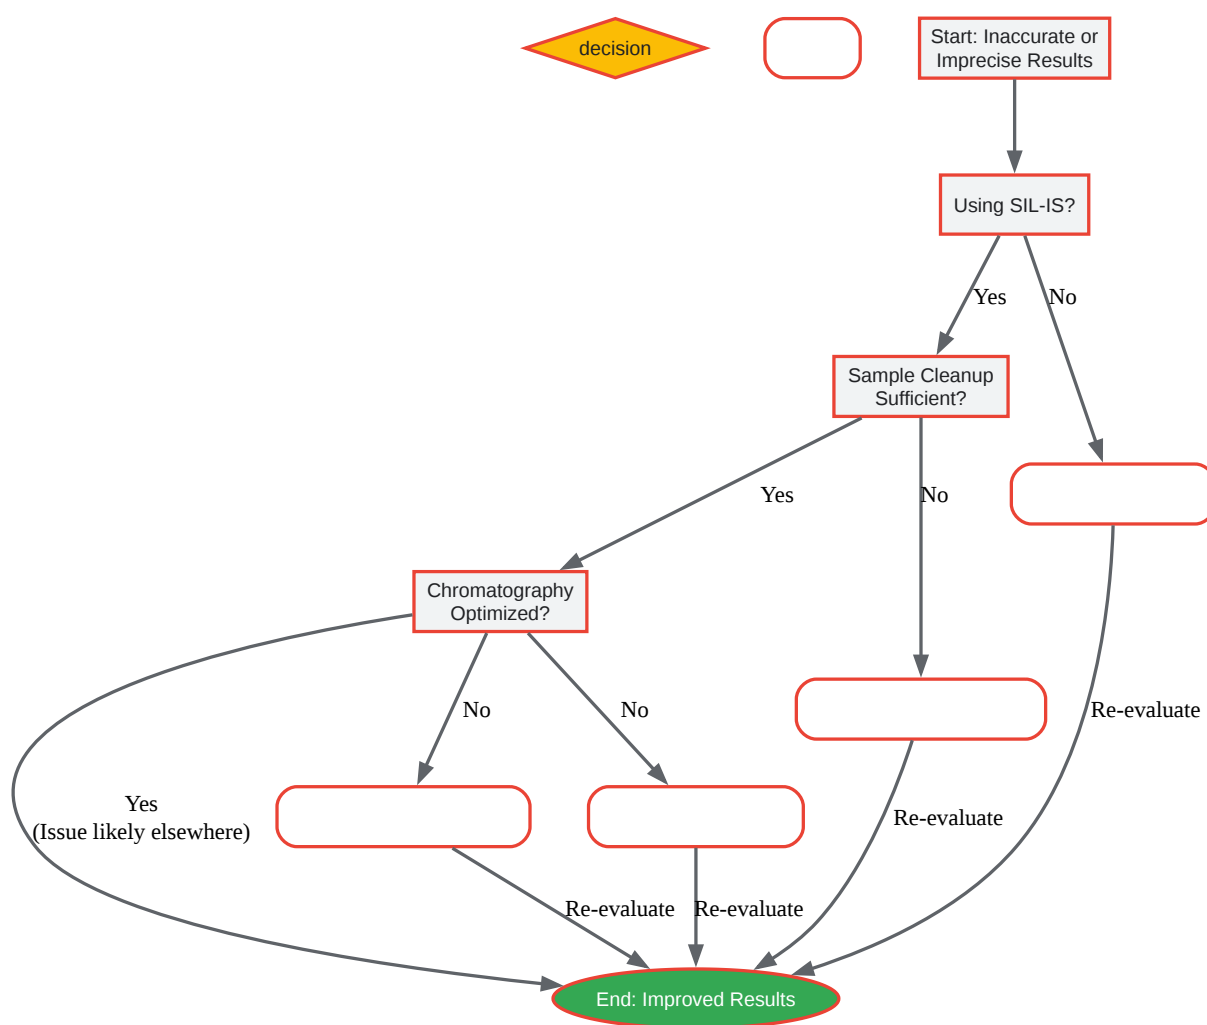 decision
Start: Inaccurate or
Imprecise Results
Using SIL-IS?
Yes
No
Sample Cleanup
Sufficient?
Yes
No
Chromatography
Optimized?
No
No
Re-evaluate
Yes
(Issue likely elsewhere)
Re-evaluate
Re-evaluate
Re-evaluate
End: Improved Results